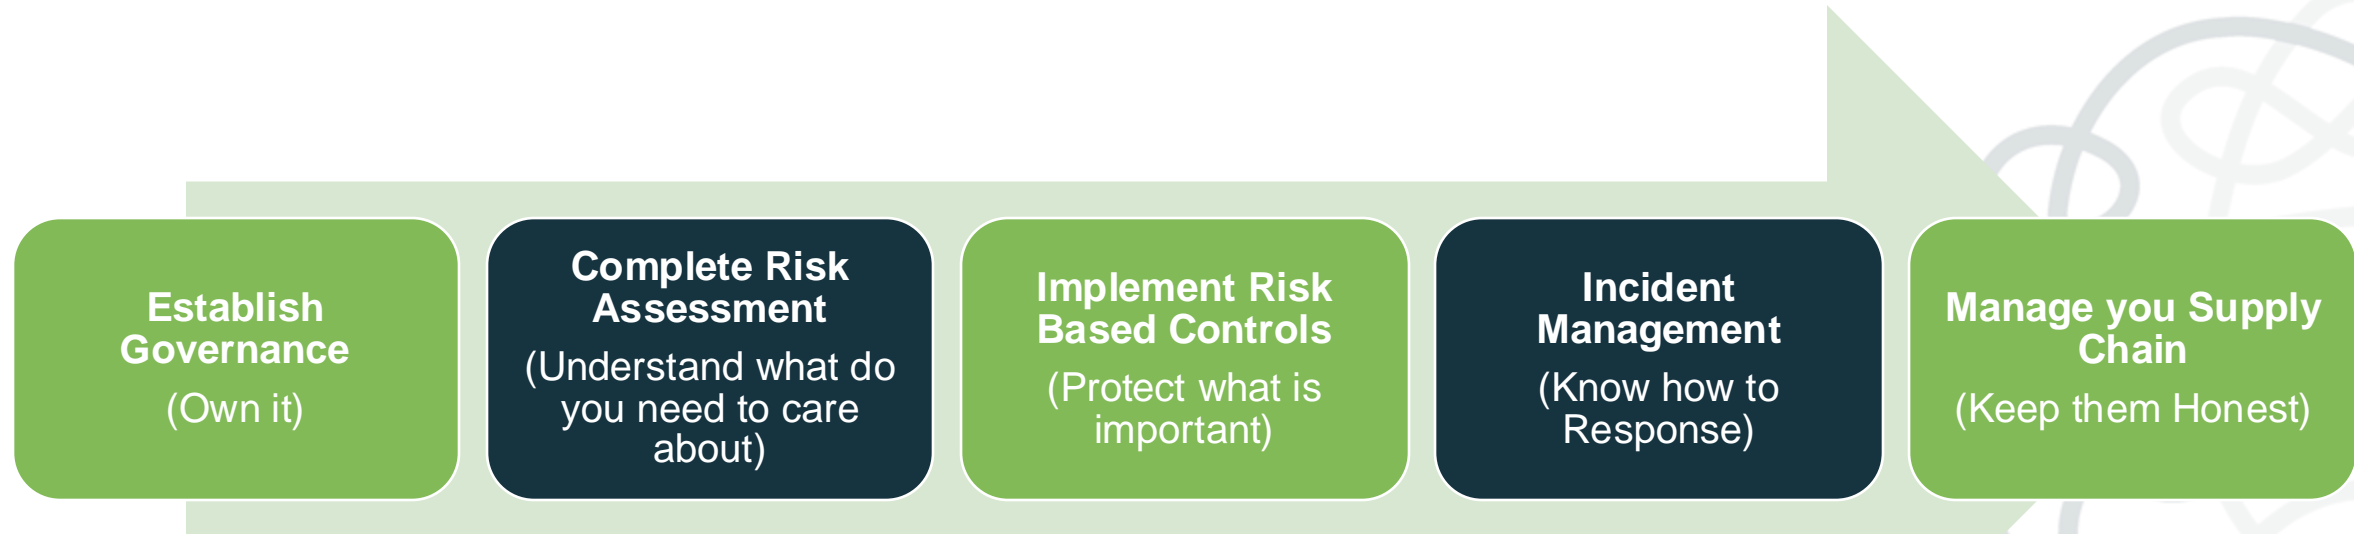 Establish
Governance
(Own it)
Complete Risk
Assessment
(Understand what do
you need to care
about)
Implement Risk
Based Controls
(Protect what is
important)
Incident
Management
(Know how to
Response)
Manage you Supply
Chain
(Keep them Honest)